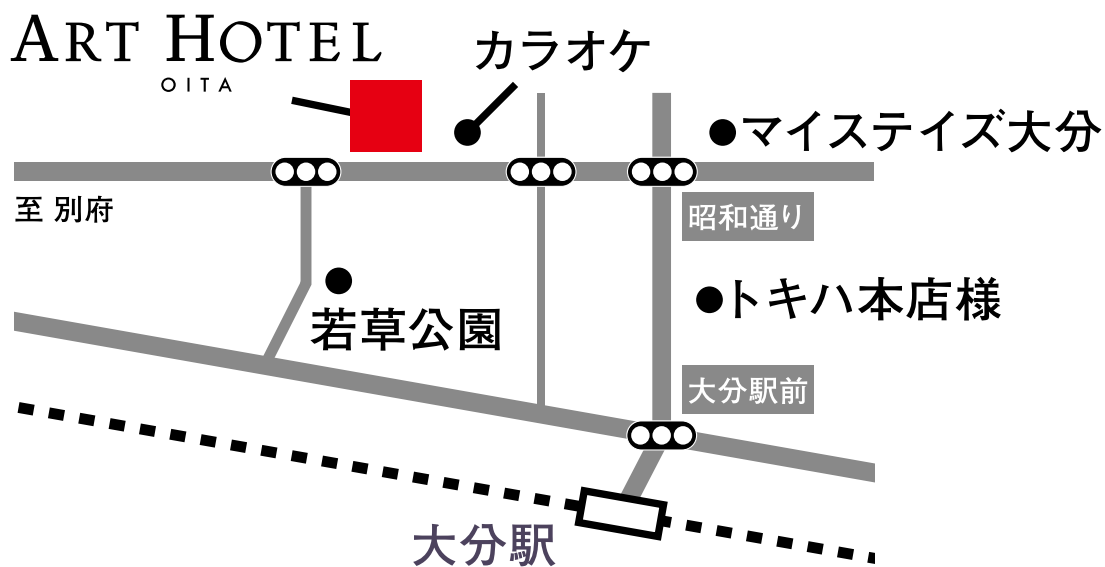 ART HOTEL
OITA
カラオケ
マイステイズ大分
至 別府
昭和通り
トキハ本店様
若草公園
大分駅前
大分駅